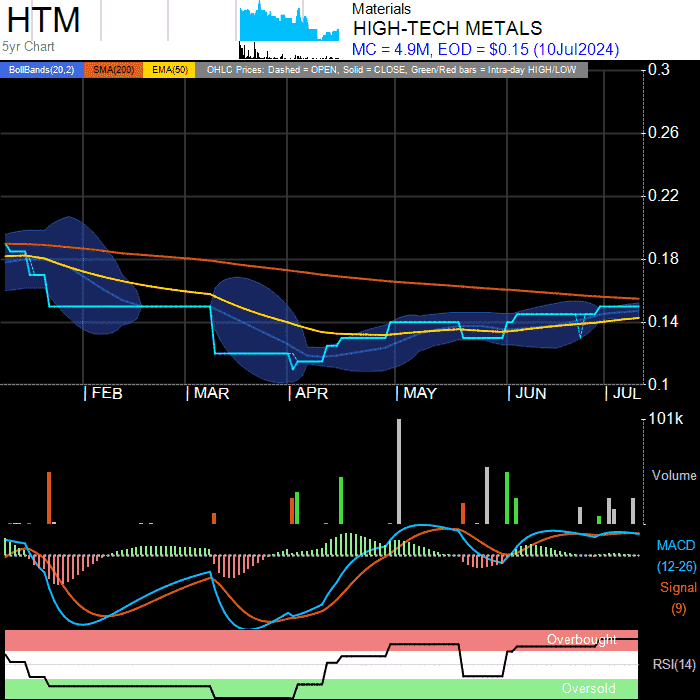 HTM
5yr Chart
Materials
HIGH-TECH METALS
MC = 4.9M, EOD = $0.15 (10Jul2024)
BollBands(20,2) SMA(200) EMA(50) OHLC Prices: Dashed = OPEN, Solid = CLOSE, Green/Red bars = Intra-day HIGH/LOW
0.3
0.26
0.22
0.18
0.14
0.1
| FEB | MAR | APR | MAY | JUN | JUL
101k
Volume
MACD
(12-26)
Signal
(9)
Overbought
RSI(14)
Oversold